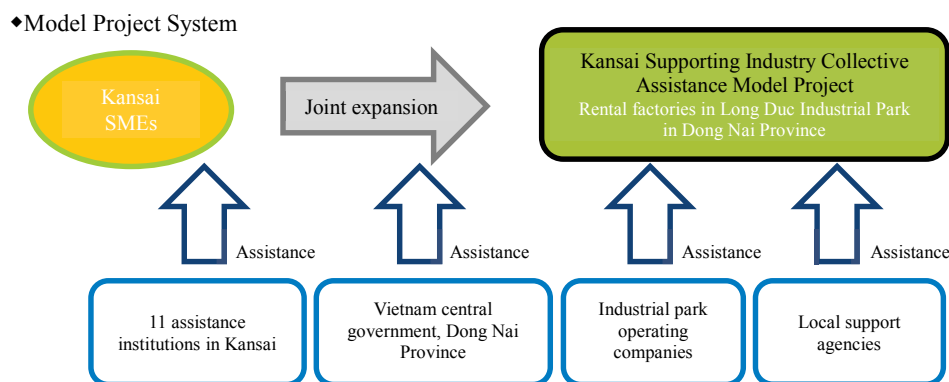 ◆Model Project System
Kansai
SMEs
Joint expansion
Kansai Supporting Industry Collective
Assistance Model Project
Rental factories in Long Duc Industrial Park
in Dong Nai Province
Assistance
Assistance
Assistance
Assistance
11 assistance
institutions in Kansai
Vietnam central
government, Dong Nai
Province
Industrial park
operating
companies
Local support
agencies